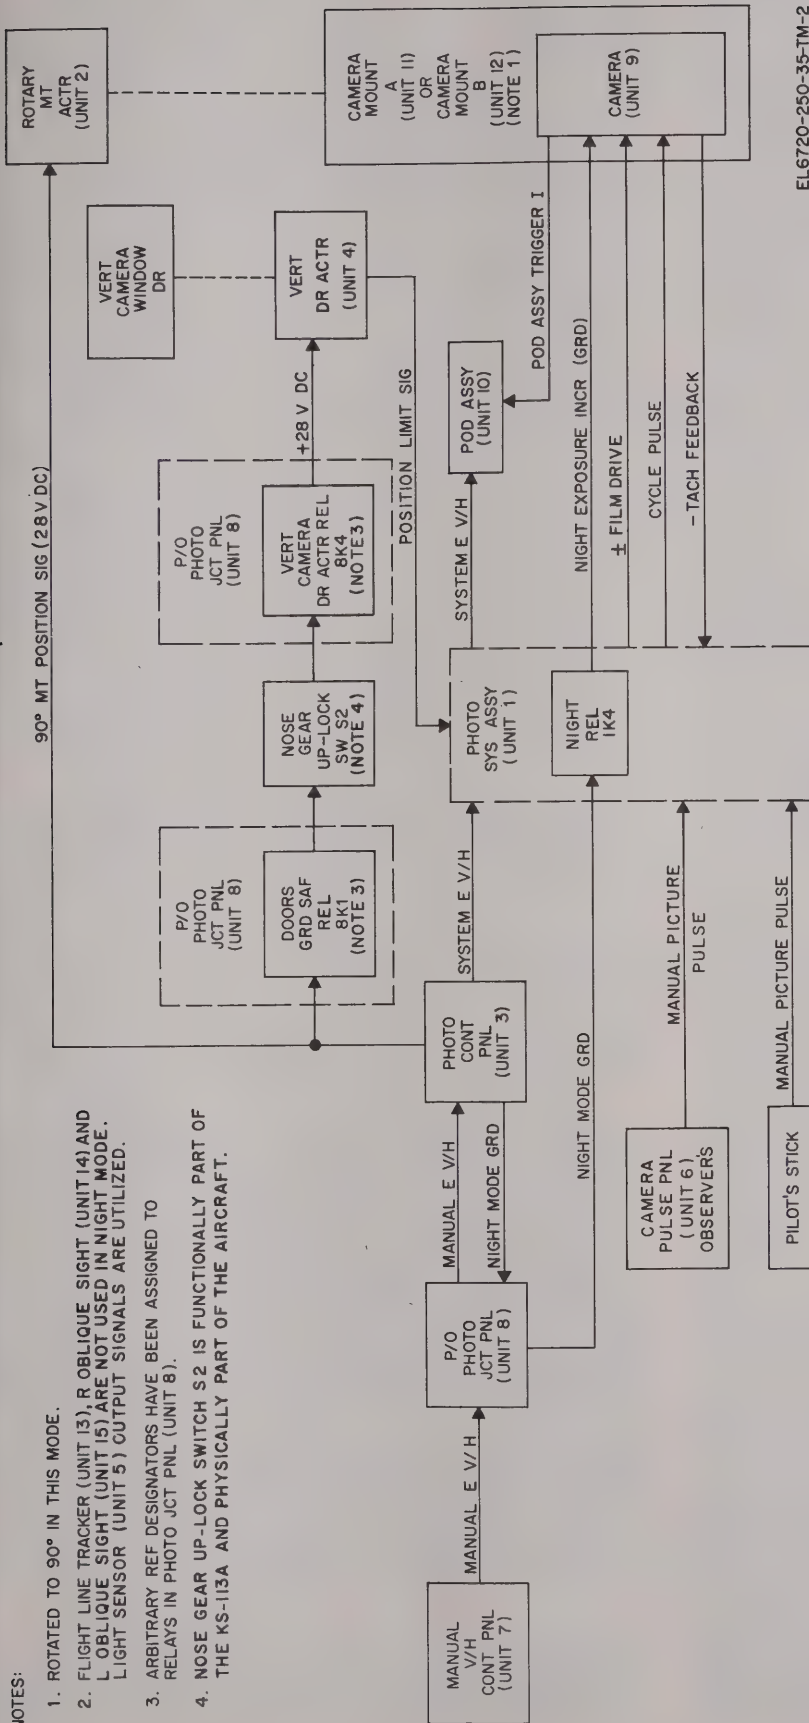 NOTES:
1. ROTATED TO 90° IN THIS MODE.
2. FLIGHT LINE TRACKER (UNIT 13), R OBLIQUE SIGHT (UNIT 14) AND
L OBLIQUE SIGHT (UNIT 15) ARE NOT USED IN NIGHT MODE.
LIGHT SENSOR (UNIT 5) OUTPUT SIGNALS ARE UTILIZED.
3. ARBITRARY REF DESIGNATORS HAVE BEEN ASSIGNED TO
RELAYS IN PHOTO JCT PNL (UNIT 8).
4. NOSE GEAR UP-LOCK SWITCH S2 IS FUNCTIONALLY PART OF
THE KS-113A AND PHYSICALLY PART OF THE AIRCRAFT.
90° MT POSITION SIG (28V DC)
ROTARY
MT
ACTR
(UNIT 2)
VERT
CAMERA
WINDOW
DR
P/O
PHOTO
JCT PNL
(UNIT 8)
DOORS
GRD SAF
REL
8K1
(NOTE 3)
NOSE
GEAR
UP-LOCK
SW S2
(NOTE 4)
P/O
PHOTO
JCT PNL
(UNIT 8)
VERT
CAMERA
DR ACTR REL
8K4
(NOTE 3)
+28 V DC
VERT
DR ACTR
(UNIT 4)
POSITION LIMIT SIG
CAMERA
MOUNT
A
(UNIT 11)
OR
CAMERA
MOUNT
B
(UNIT 12)
(NOTE 1)
CAMERA
(UNIT 9)
MANUAL
V/H
CONT PNL
(UNIT 7)
MANUAL E V/H
P/O
PHOTO
JCT PNL
(UNIT 8)
MANUAL E V/H
NIGHT MODE GRD
PHOTO
CONT
PNL
(UNIT 3)
SYSTEM E V/H
PHOTO
SYS ASSY
(UNIT 1)
SYSTEM E V/H
POD ASSY
(UNIT 10)
POD ASSY TRIGGER I
NIGHT MODE GRD
NIGHT
REL
1K4
NIGHT EXPOSURE INCR (GRD)
± FILM DRIVE
CYCLE PULSE
-TACH FEEDBACK
CAMERA
PULSE PNL
(UNIT 6)
OBSERVER'S
MANUAL PICTURE
PULSE
PILOT'S STICK
MANUAL PICTURE PULSE
EL6720-250-35-TM-2